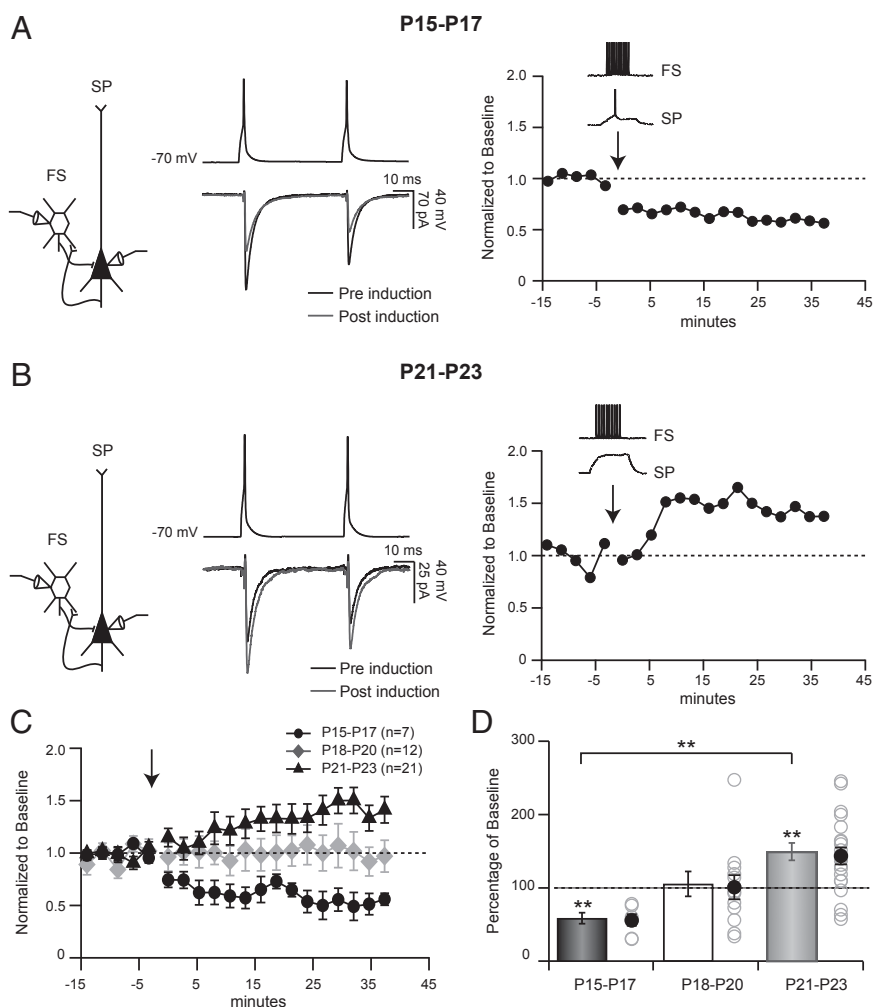 A
P15-P17
SP
FS
-70 mV
10 ms
40 mV
70 pA
Pre induction
Post induction
FS
SP
2.0
1.5
1.0
0.5
0
Normalized to Baseline
-15 -5 5 15 25 35 45
minutes
B
P21-P23
SP
FS
-70 mV
10 ms
40 mV
25 pA
Pre induction
Post induction
FS
SP
2.0
1.5
1.0
0.5
0
Normalized to Baseline
-15 -5 5 15 25 35 45
minutes
C
P15-P17 (n=7)
P18-P20 (n=12)
P21-P23 (n=21)
2.0
1.5
1.0
0.5
0
Normalized to Baseline
-15 -5 5 15 25 35 45
minutes
D
300
200
100
0
Percentage of Baseline
**
**
**
P15-P17 P18-P20 P21-P23